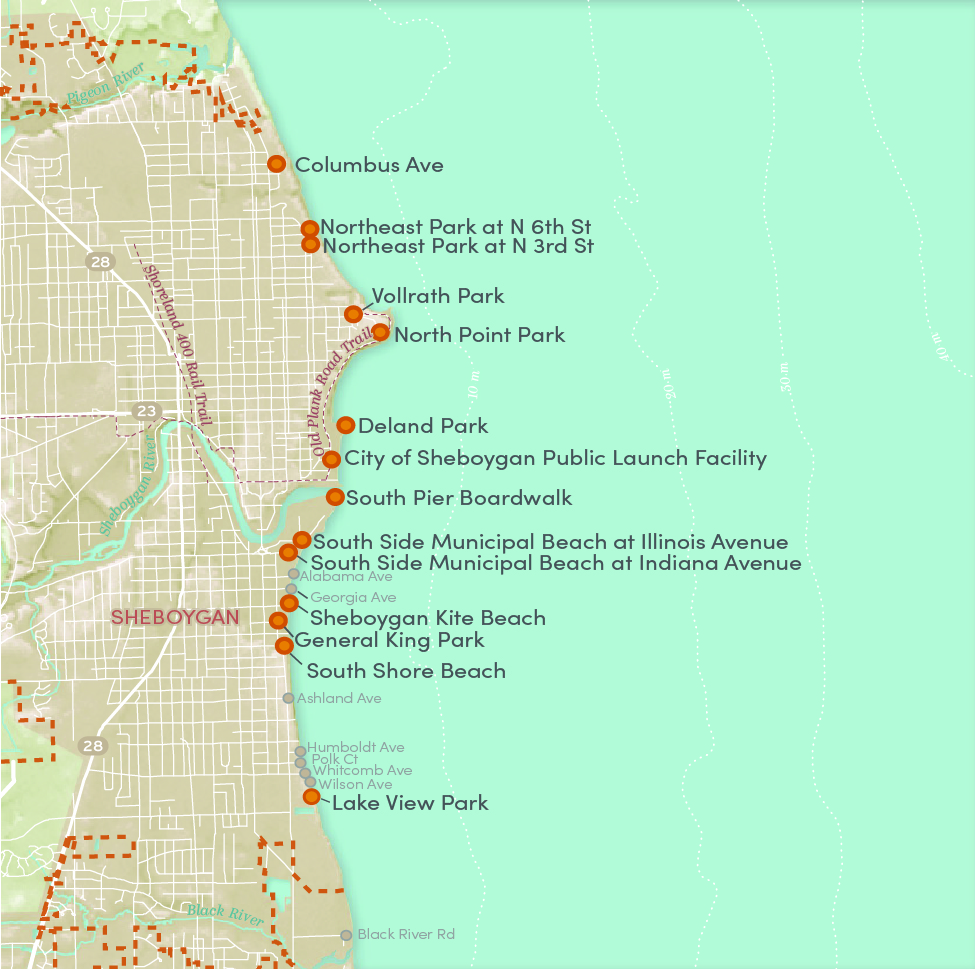 Pigeon River
Columbus Ave
Northeast Park at N 6th St
Northeast Park at N 3rd St
28
Shoreland 400 Rail Trail
Vollrath Park
North Point Park
Old Plank Road Trail
10 m
20 m
30 m
40 m
23
Deland Park
Sheboygan River
City of Sheboygan Public Launch Facility
South Pier Boardwalk
South Side Municipal Beach at Illinois Avenue
South Side Municipal Beach at Indiana Avenue
Alabama Ave
Georgia Ave
SHEBOYGAN
Sheboygan Kite Beach
General King Park
South Shore Beach
Ashland Ave
28
Humboldt Ave
Polk Ct
Whitcomb Ave
Wilson Ave
Lake View Park
Black River
Black River Rd